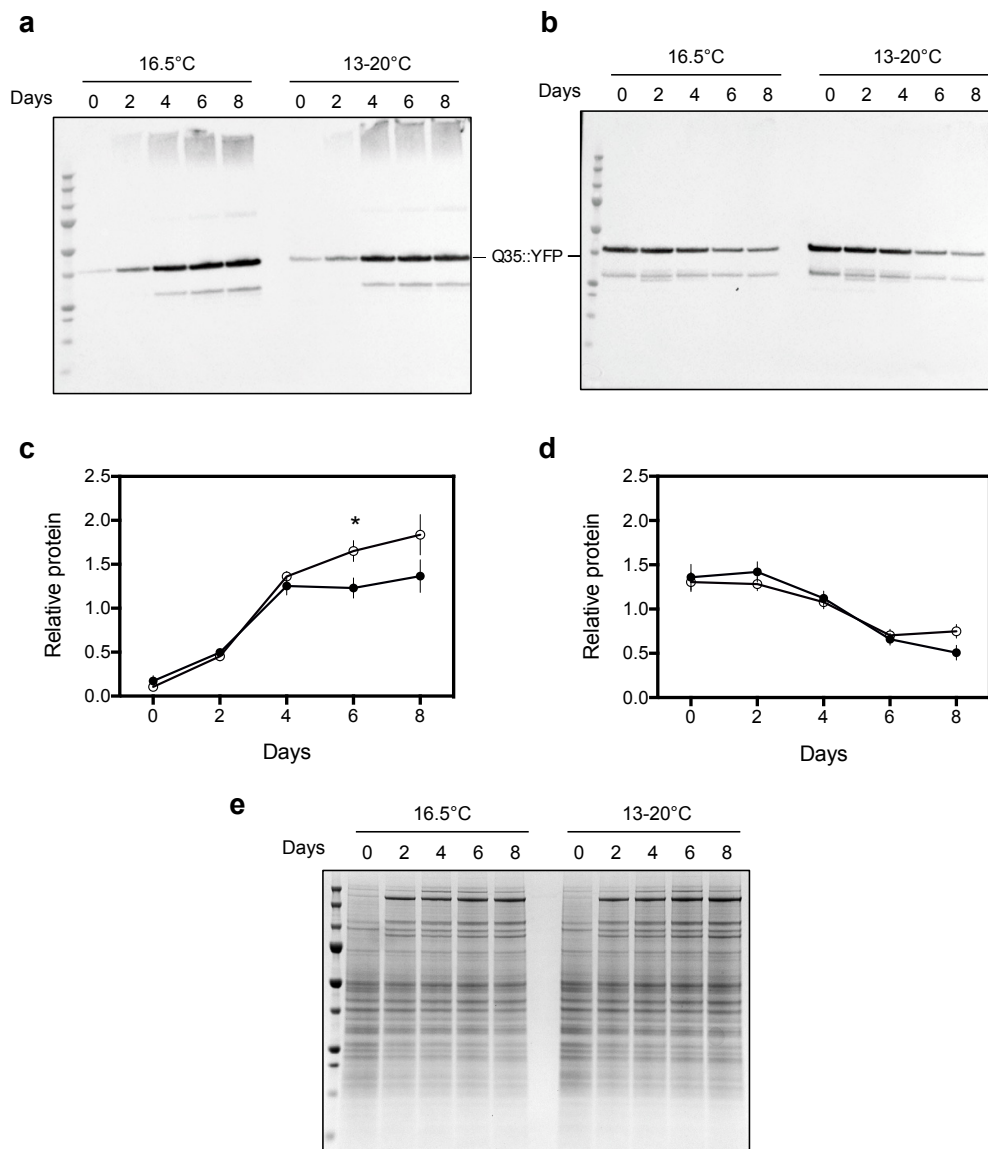 a
16.5°C 13-20°C
Days 0 2 4 6 8 0 2 4 6 8
b
16.5°C 13-20°C
Days 0 2 4 6 8 0 2 4 6 8
Q35::YFP
c
2.5
2.0
1.5
1.0
0.5
0.0
Relative protein
*
0 2 4 6 8
Days
d
2.5
2.0
1.5
1.0
0.5
0.0
Relative protein
0 2 4 6 8
Days
e
16.5°C 13-20°C
Days 0 2 4 6 8 0 2 4 6 8